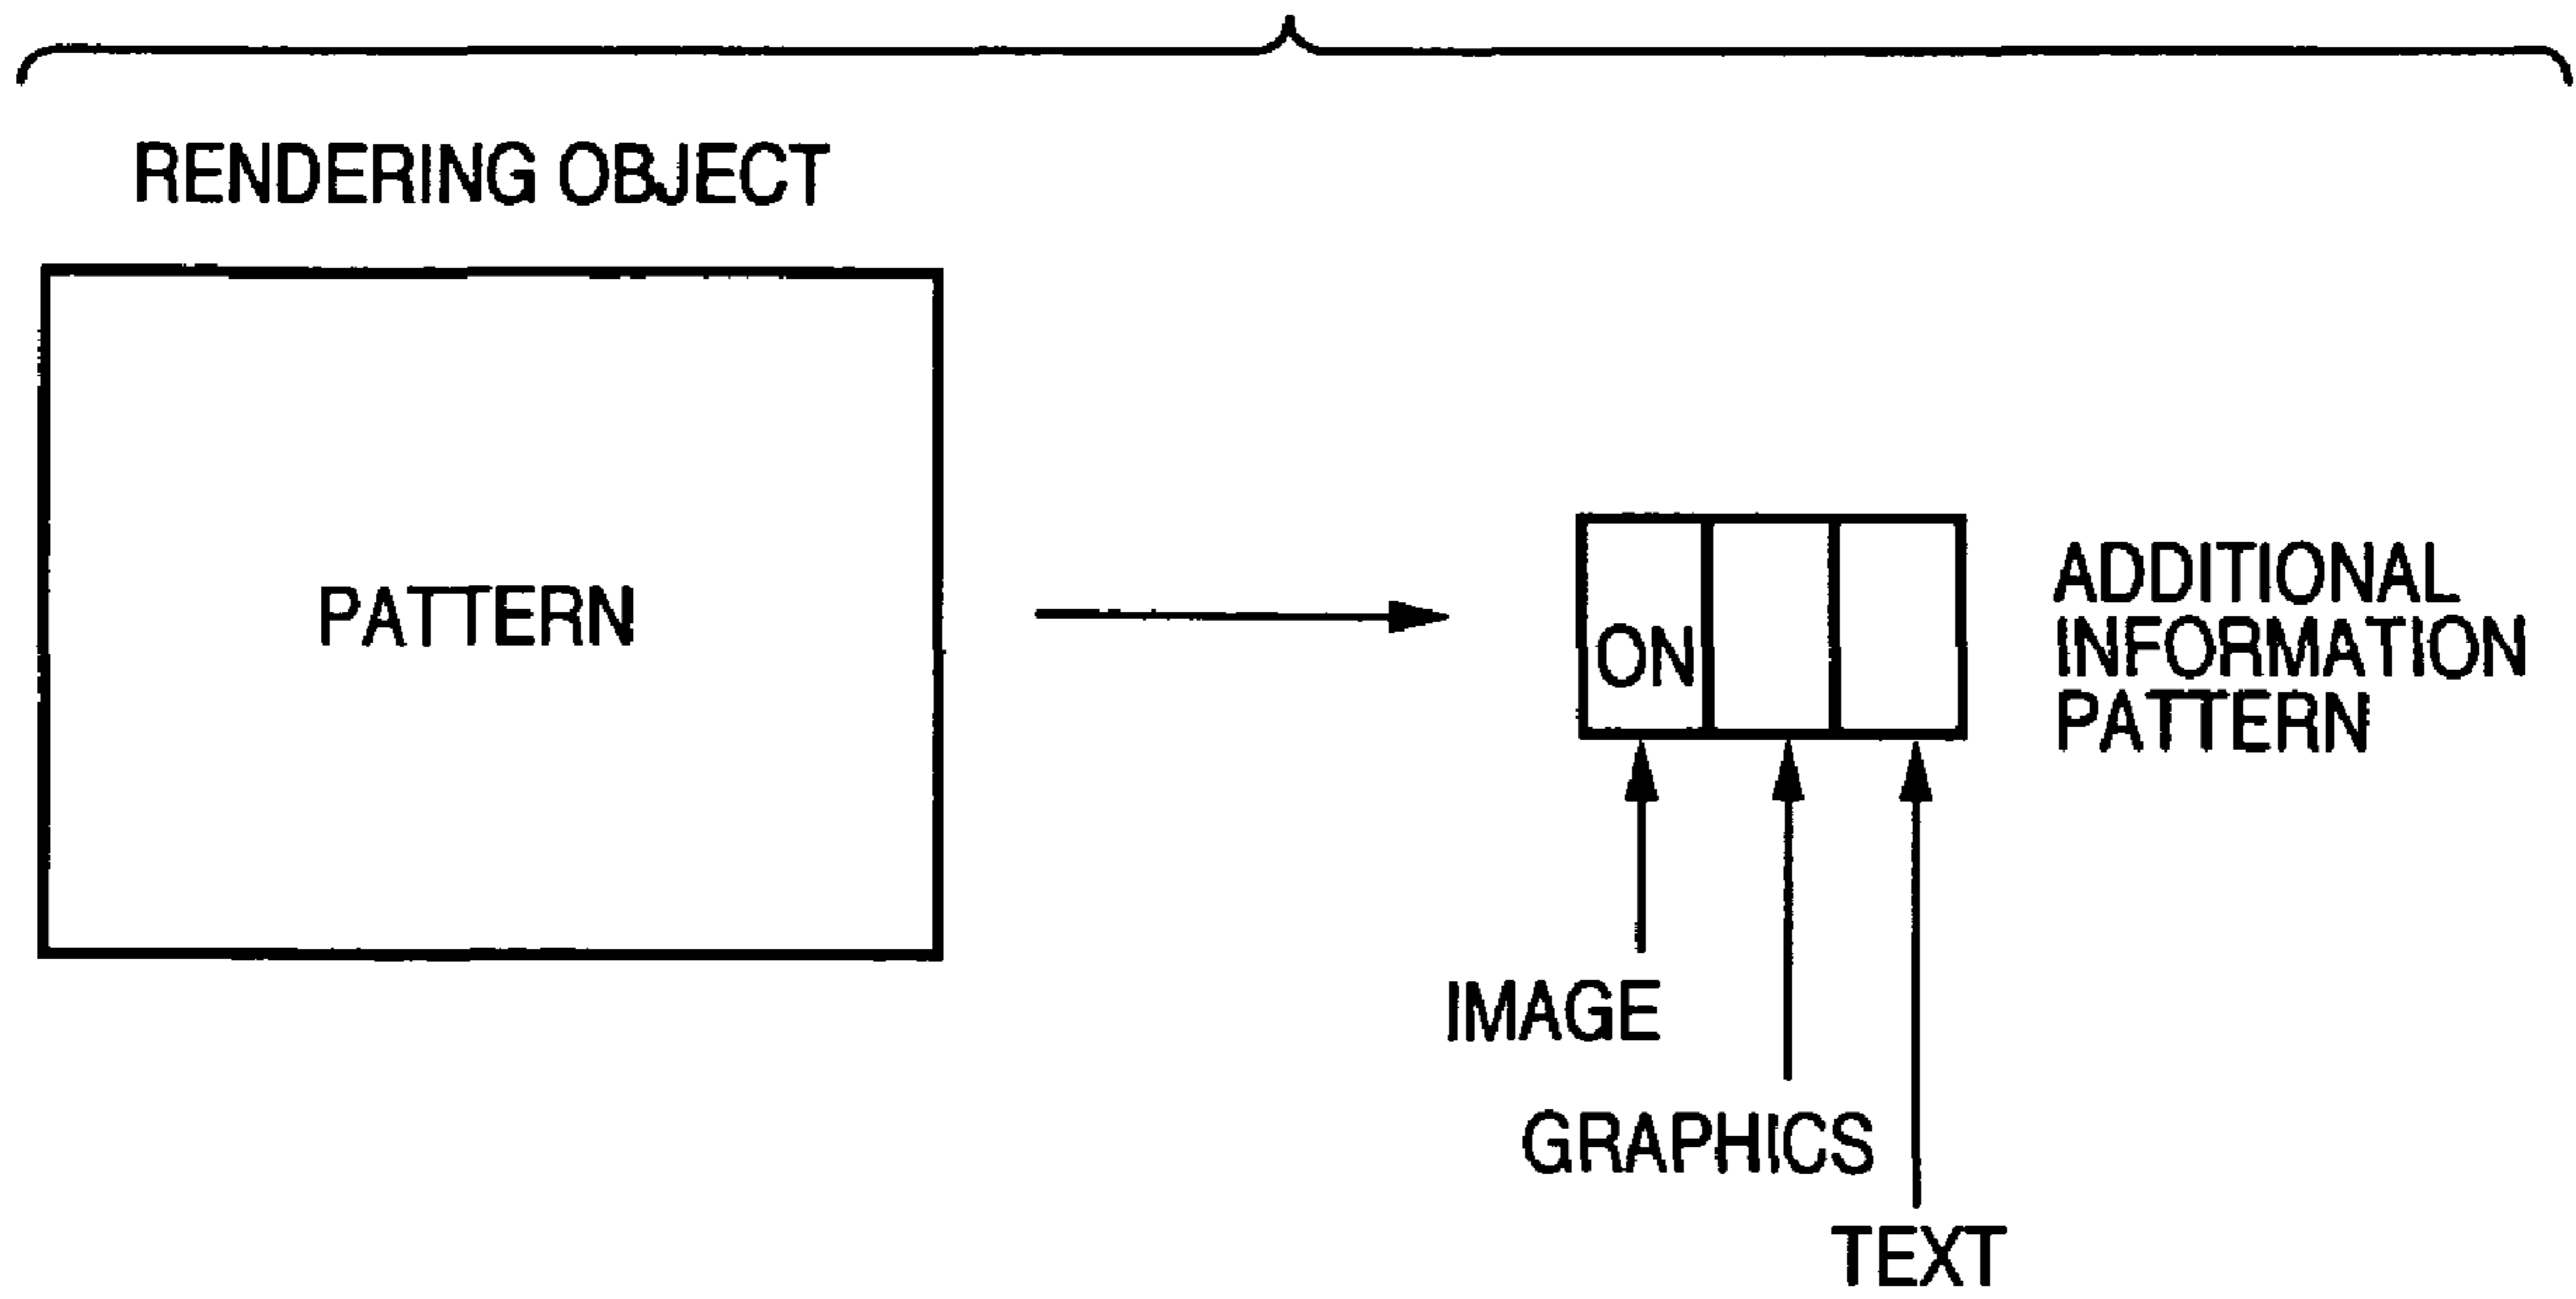 RENDERING OBJECT
PATTERN
ON
ADDITIONAL
INFORMATION
PATTERN
IMAGE
GRAPHICS
TEXT